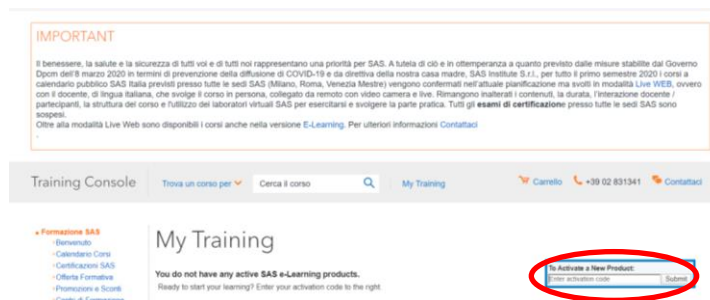 IMPORTANT
Il benessere, la salute e la sicurezza di tutti voi e di tutti noi rappresentano una priorità per SAS. A tutela di ciò e in ottemperanza a quanto previsto dalle misure stabilite dal Governo
Dpcm dell'8 marzo 2020 in termini di prevenzione della diffusione di COVID-19 e da direttiva della nostra casa madre, SAS Institute S.r.l., per tutto il primo semestre 2020 i corsi a
calendario pubblico SAS Italia previsti presso tutte le sedi SAS (Milano, Roma, Venezia Mestre) vengono confermati nell'attuale pianificazione ma svolti in modalità Live WEB, ovvero
con il docente, di lingua italiana, che svolge il corso in persona, collegato da remoto con video camera e live. Rimangono inalterati i contenuti, la durata, l'interazione docente /
partecipanti, la struttura del corso e l'utilizzo dei laboratori virtuali SAS per esercitarsi e svolgere la parte pratica. Tutti gli esami di certificazione presso tutte le sedi SAS sono
sospesi.
Oltre alla modalità Live Web sono disponibili i corsi anche nella versione E-Learning. Per ulteriori informazioni Contattaci
.
Training Console Trova un corso per Cerca il corso My Training Carrello +39 02 831341 Contattaci
Formazione SAS
Benvenuto
Calendario Corsi
Certificazioni SAS
Offerta Formativa
Promozioni e Sconti
My Training
You do not have any active SAS e-Learning products.
Ready to start your learning? Enter your activation code to the right
To Activate a New Product:
Enter activation code Submit